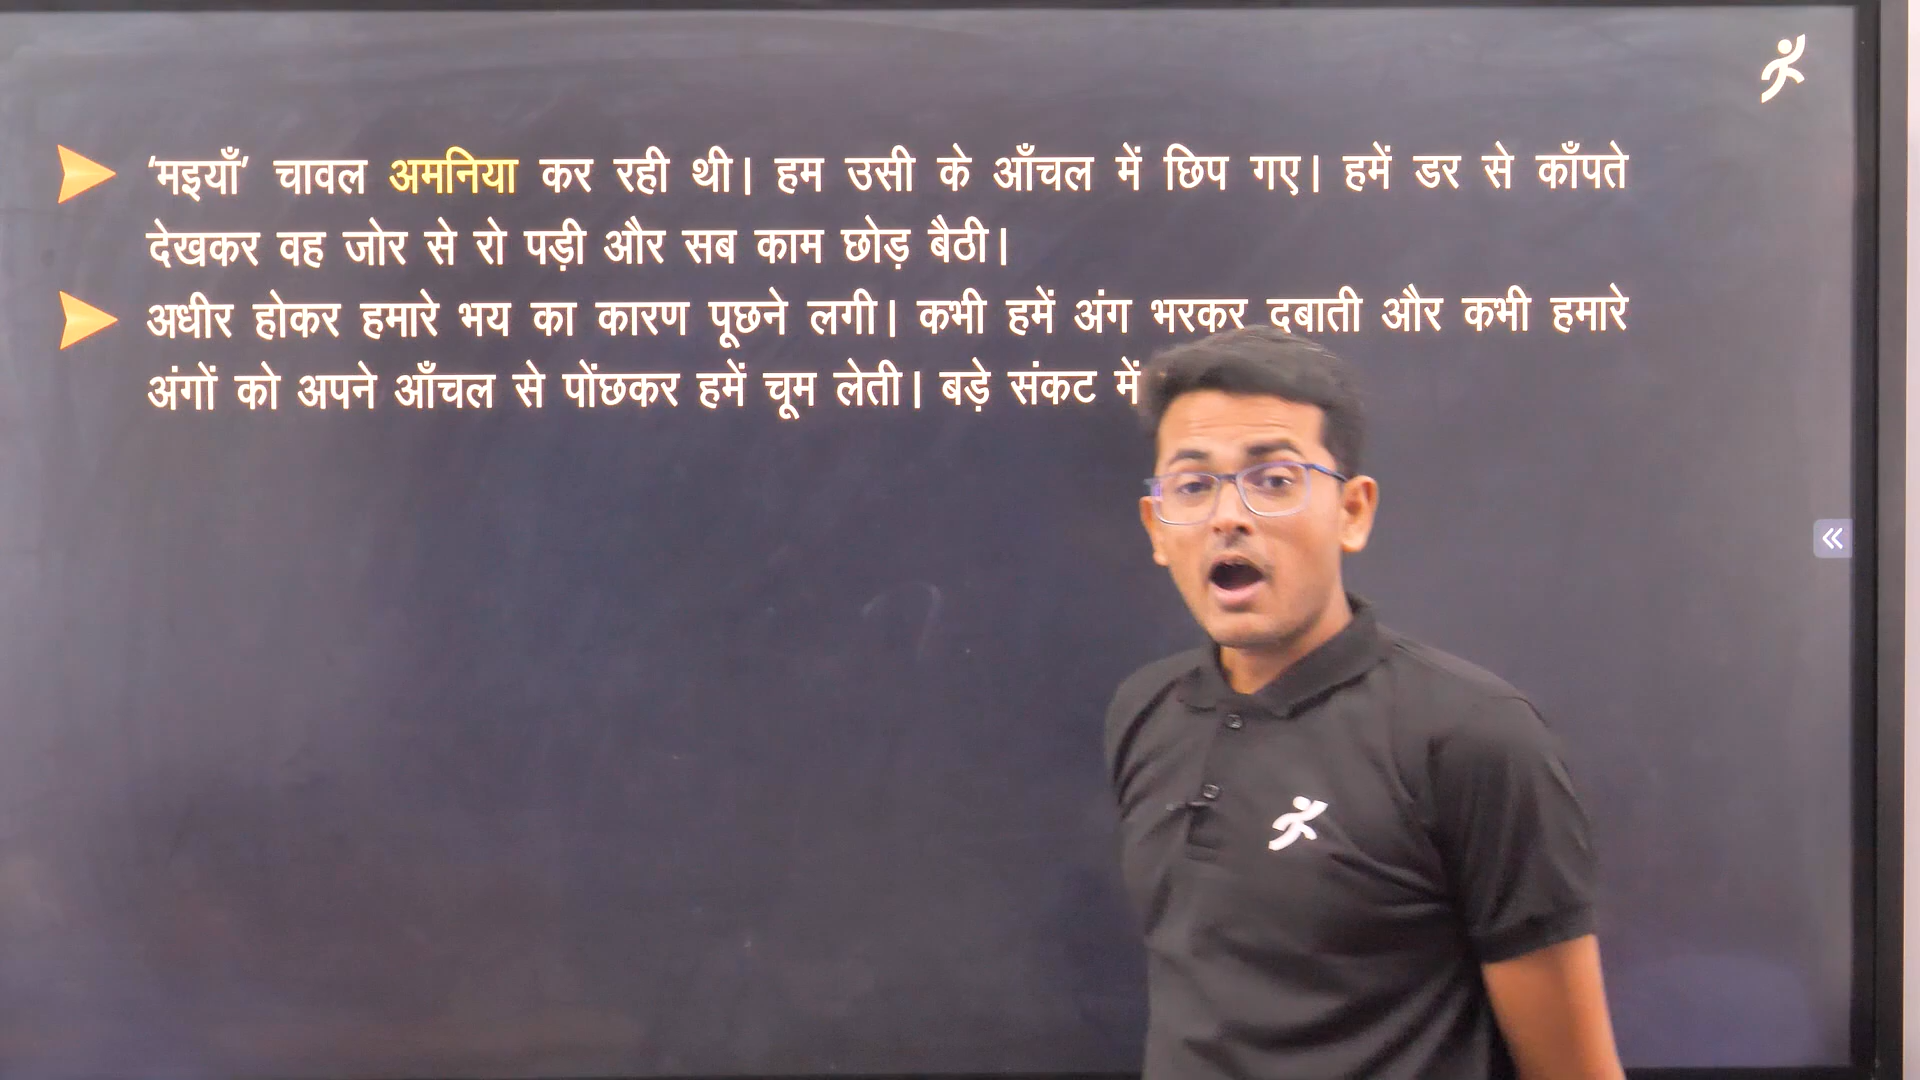 ‘मइयाँ’ चावल अमनिया कर रही थी। हम उसी के आँचल में छिप गए। हमें डर से काँपते
देखकर वह जोर से रो पड़ी और सब काम छोड़ बैठी।
अधीर होकर हमारे भय का कारण पूछने लगी। कभी हमें अंग भरकर दबाती और कभी हमारे
अंगों को अपने आँचल से पोंछकर हमें चूम लेती। बड़े संकट में